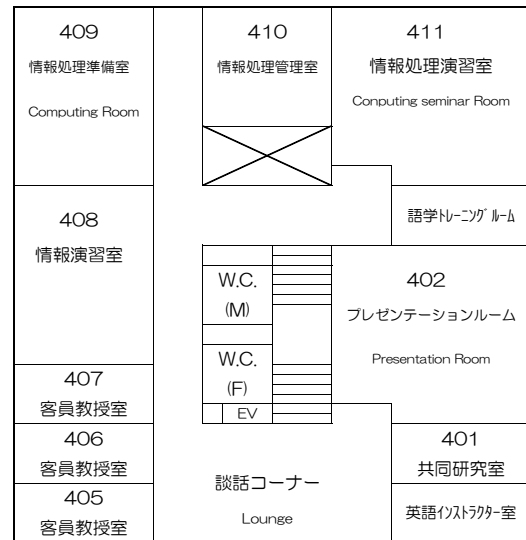 409
情報処理準備室
Computing Room
410
情報処理管理室
411
情報処理演習室
Conputing seminar Room
408
情報演習室
語学トレーニングルーム
W.C.
(M)
402
プレゼンテーションルーム
Presentation Room
W.C.
(F)
EV
407
客員教授室
406
客員教授室
405
客員教授室
談話コーナー
Lounge
401
共同研究室
英語インストラクター室